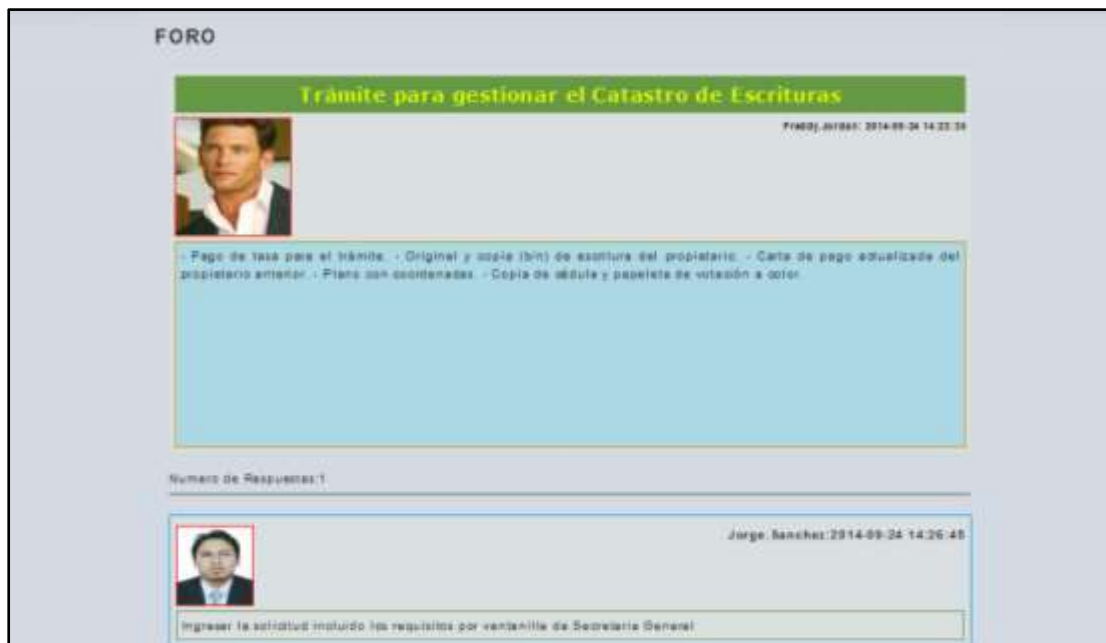 FORO
Trámite para gestionar el Catastro de Escrituras
Freddy.Jordan: 2014-09-24 14:23:38
- Pago de tasa para el trámite. - Original y copia (b/n) de escritura del propietario. - Carta de pago actualizada del
propietario anterior. - Plano con coordenadas. - Copia de cédula y papeleta de votación a color.
Numero de Respuestas:1
Jorge.Sanchez:2014-09-24 14:26:45
Ingresar la solicitud incluido los requisitos por ventanilla de Secretaria General